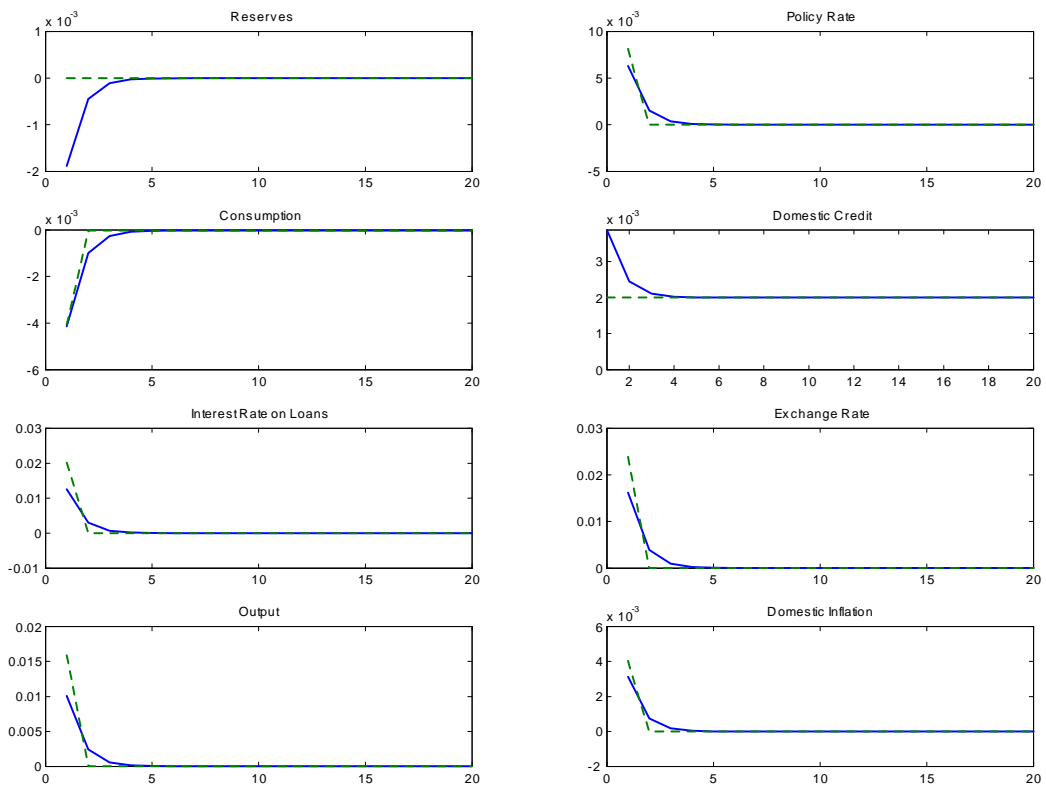 Reserves
x 10^-3
1
0
-1
-2
0 5 10 15 20
Policy Rate
x 10^-3
10
5
0
-5
0 5 10 15 20
Consumption
x 10^-3
0
-2
-4
-6
0 5 10 15 20
Domestic Credit
x 10^-3
3
2
1
0
2 4 6 8 10 12 14 16 18 20
Interest Rate on Loans
0.03
0.02
0.01
0
-0.01
0 5 10 15 20
Exchange Rate
0.03
0.02
0.01
0
0 5 10 15 20
Output
0.02
0.015
0.01
0.005
0
0 5 10 15 20
Domestic Inflation
x 10^-3
6
4
2
0
-2
0 5 10 15 20